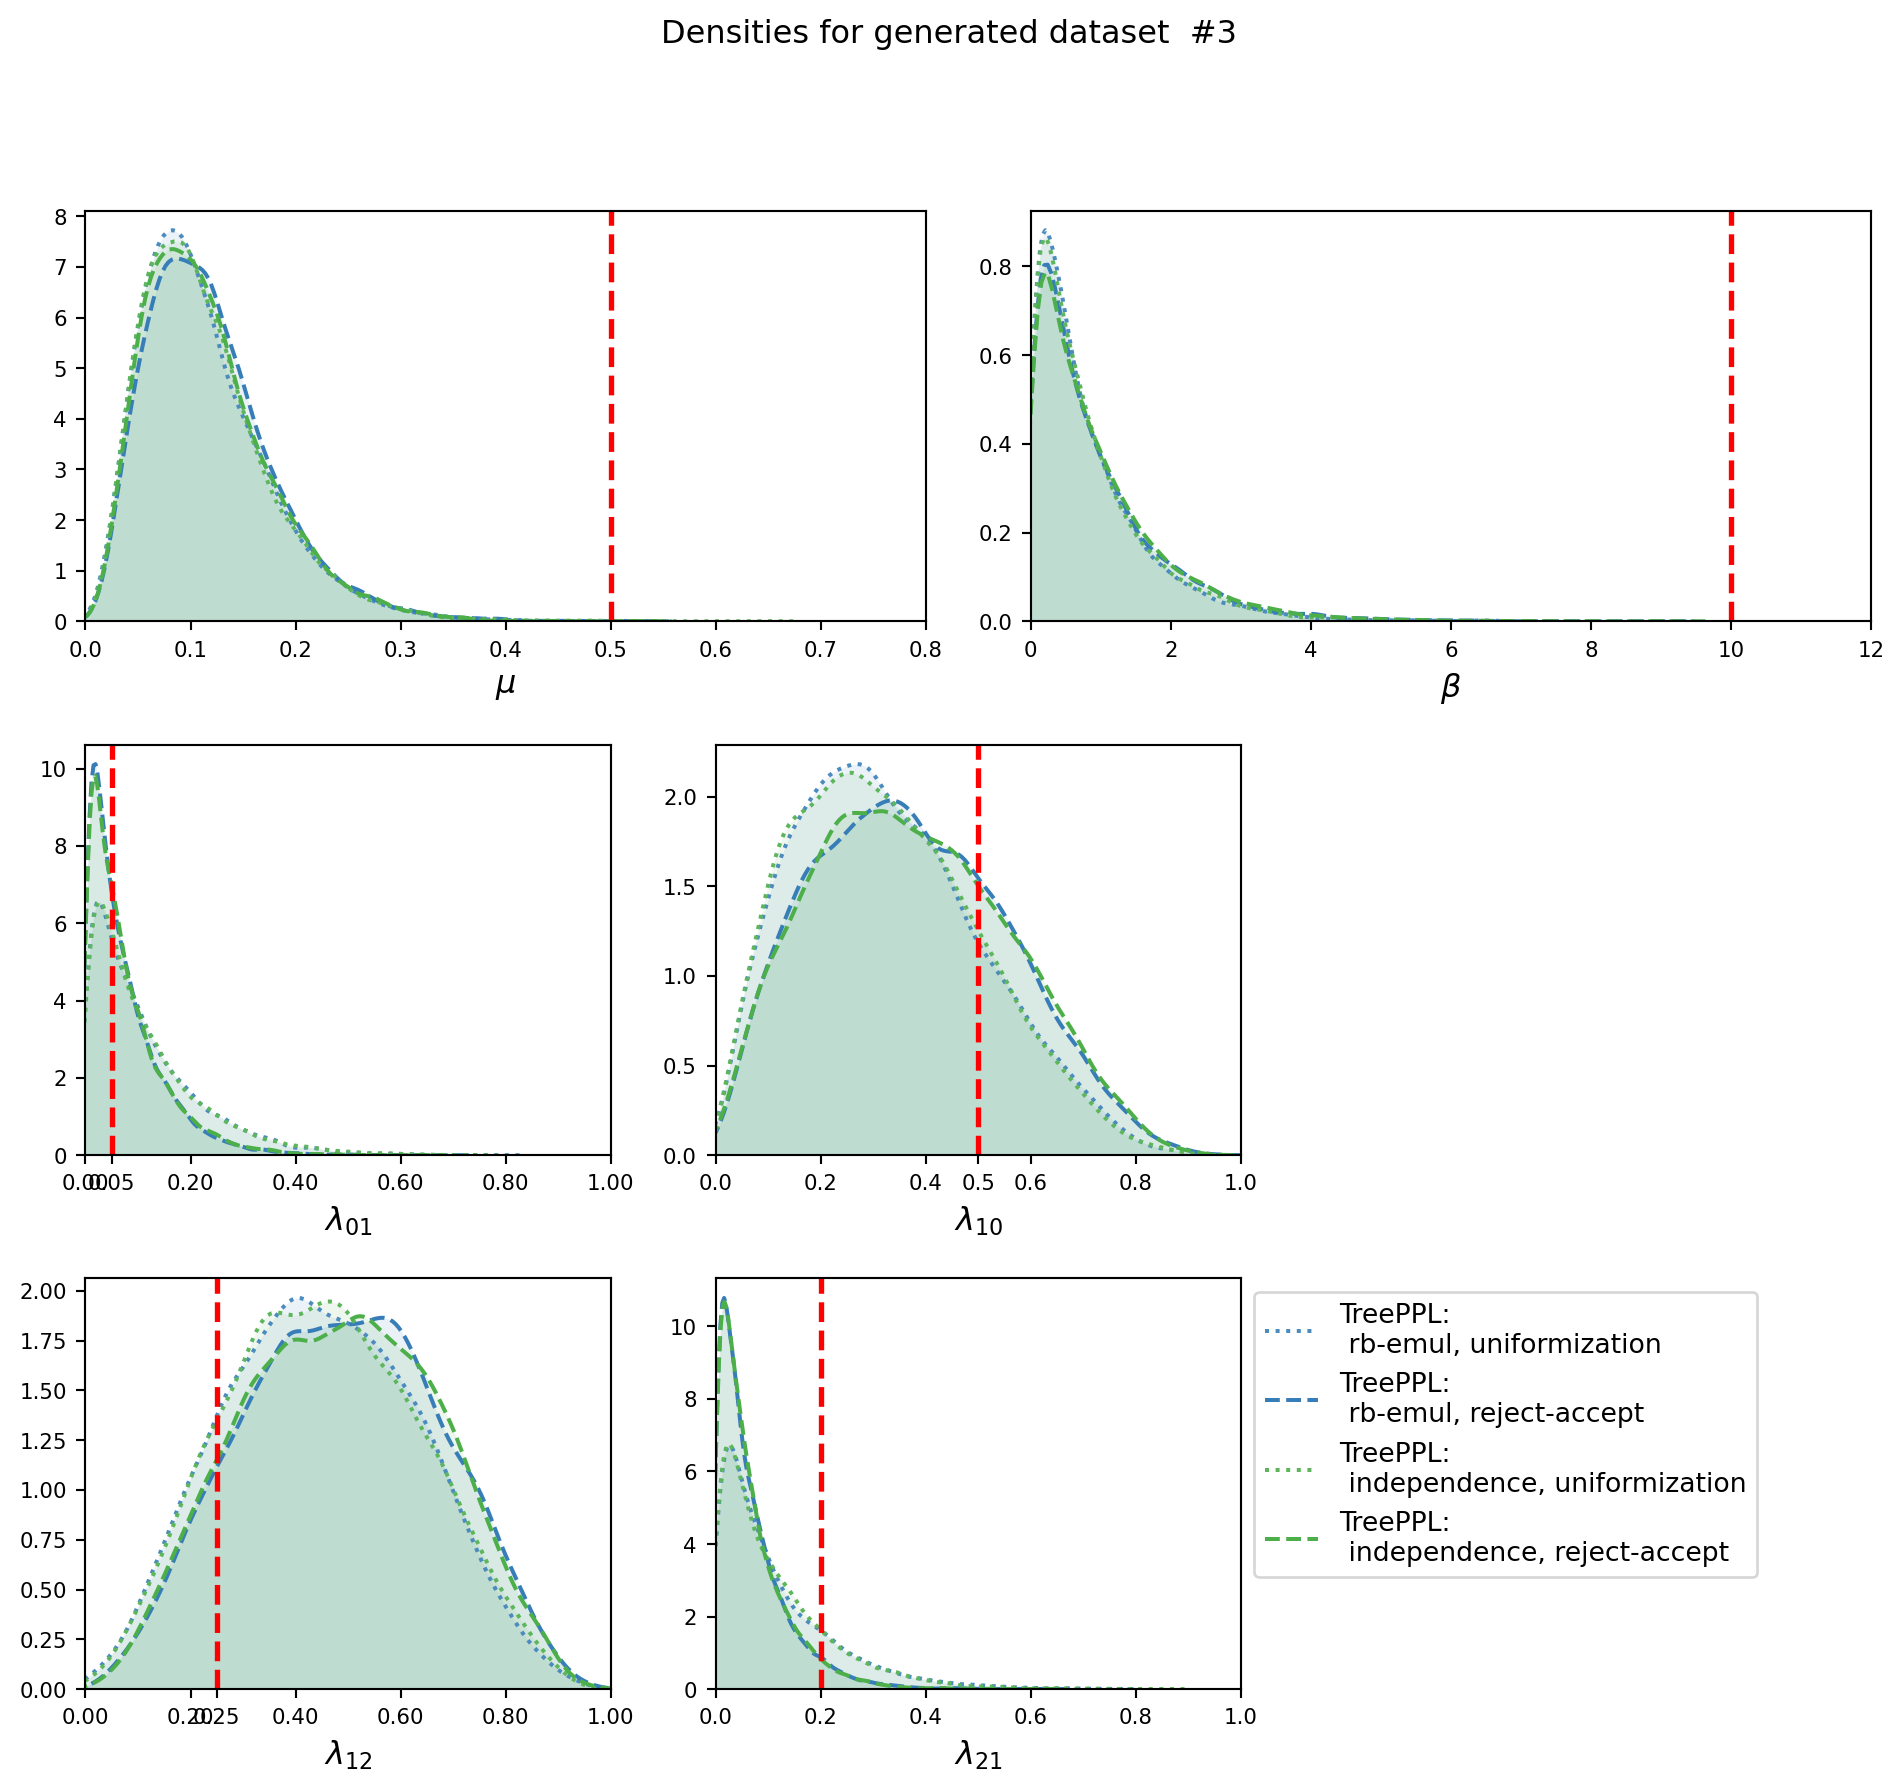 Densities for generated dataset  #3
8
7
6
5
4
3
2
1
0
0.0 0.1 0.2 0.3 0.4 0.5 0.6 0.7 0.8
μ
0.8
0.6
0.4
0.2
0.0
0 2 4 6 8 10 12
β
10
8
6
4
2
0
0.00 0.05 0.20 0.40 0.60 0.80 1.00
λ₀₁
2.0
1.5
1.0
0.5
0.0
0.0 0.2 0.4 0.5 0.6 0.8 1.0
λ₁₀
2.00
1.75
1.50
1.25
1.00
0.75
0.50
0.25
0.00
0.00 0.20 0.25 0.40 0.60 0.80 1.00
λ₁₂
10
8
6
4
2
0
0.0 0.2 0.4 0.6 0.8 1.0
λ₂₁
TreePPL:
rb-emul, uniformization
TreePPL:
rb-emul, reject-accept
TreePPL:
independence, uniformization
TreePPL:
independence, reject-accept